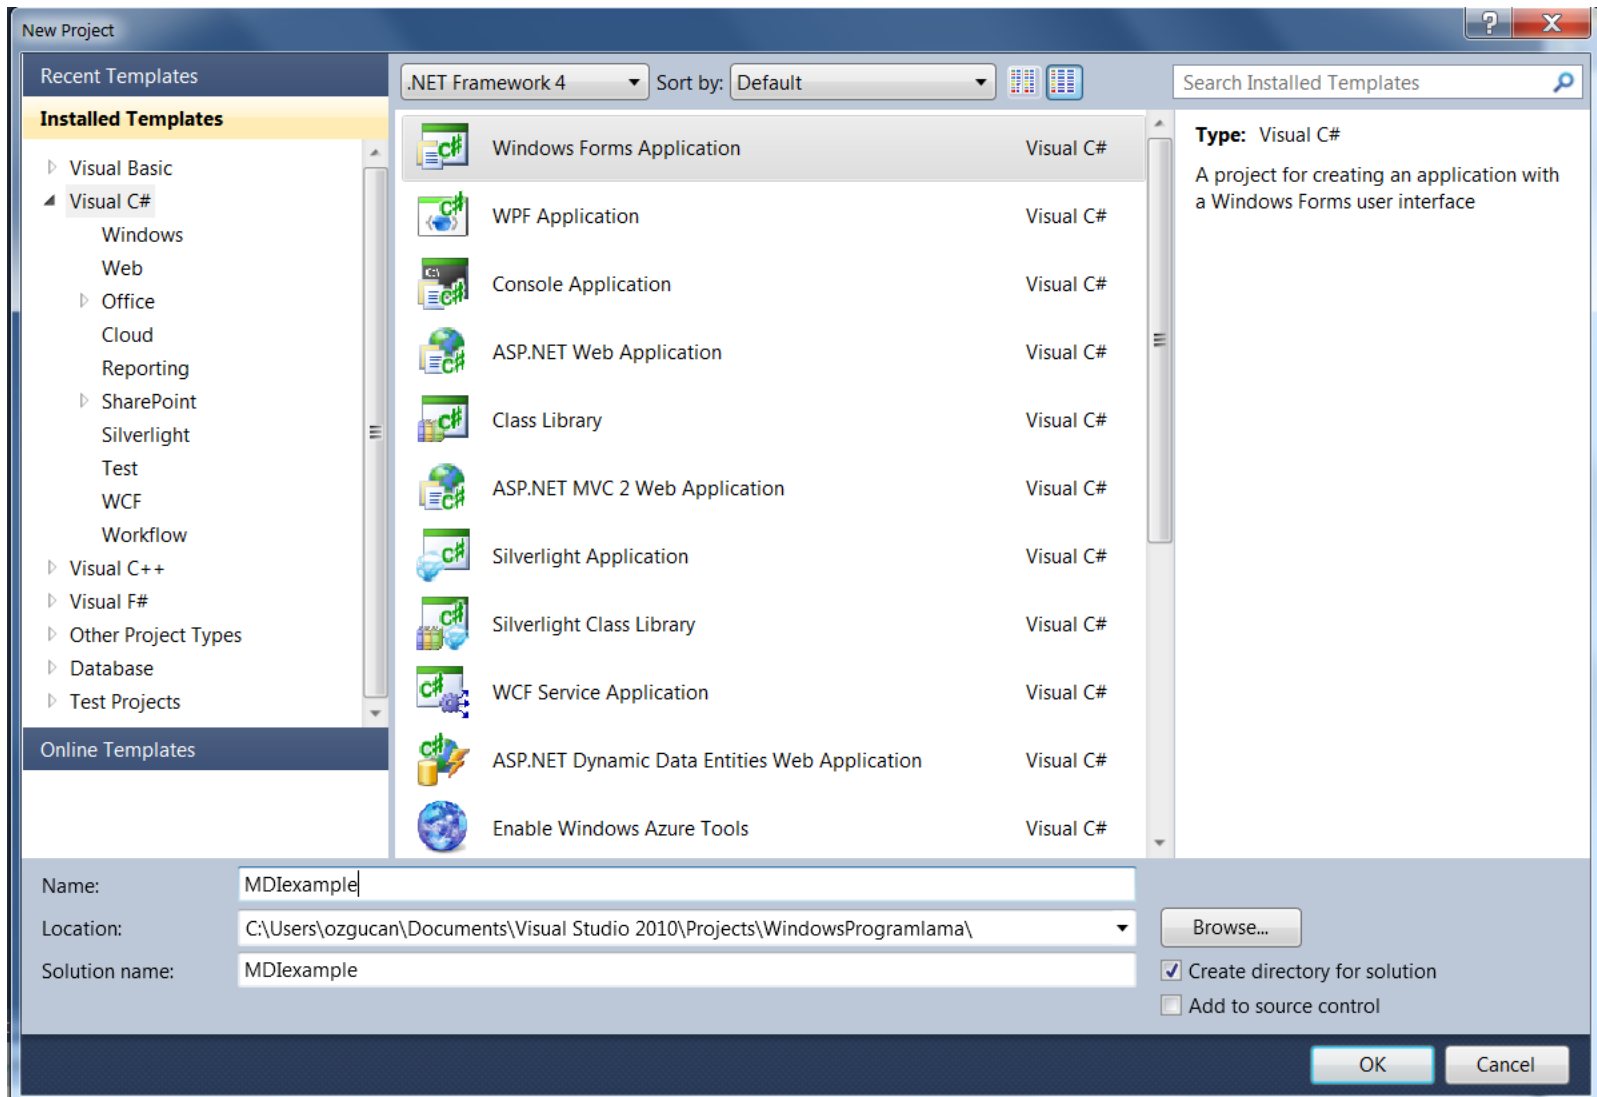 New Project
Recent Templates
.NET Framework 4 Sort by: Default
Search Installed Templates
Installed Templates
Visual Basic
Visual C#
Windows
Web
Office
Cloud
Reporting
SharePoint
Silverlight
Test
WCF
Workflow
Visual C++
Visual F#
Other Project Types
Database
Test Projects
Online Templates
Windows Forms Application Visual C#
WPF Application Visual C#
Console Application Visual C#
ASP.NET Web Application Visual C#
Class Library Visual C#
ASP.NET MVC 2 Web Application Visual C#
Silverlight Application Visual C#
Silverlight Class Library Visual C#
WCF Service Application Visual C#
ASP.NET Dynamic Data Entities Web Application Visual C#
Enable Windows Azure Tools Visual C#
Type: Visual C#
A project for creating an application with
a Windows Forms user interface
Name: MDIexample
Location: C:\Users\ozgucan\Documents\Visual Studio 2010\Projects\WindowsProgramlama\
Browse...
Solution name: MDIexample
Create directory for solution
Add to source control
OK Cancel